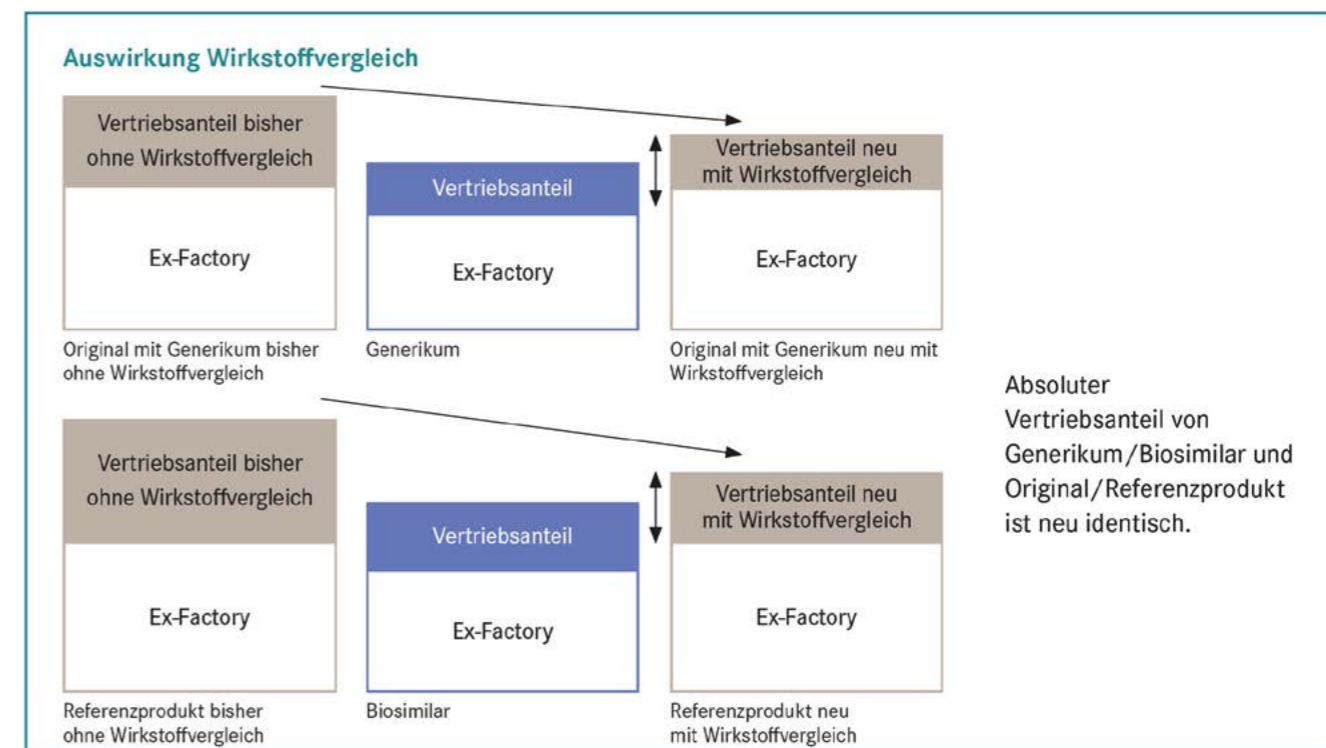 Auswirkung Wirkstoffvergleich
Vertriebsanteil bisher
ohne Wirkstoffvergleich
Ex-Factory
Original mit Generikum bisher
ohne Wirkstoffvergleich
Vertriebsanteil
Ex-Factory
Generikum
Vertriebsanteil neu
mit Wirkstoffvergleich
Ex-Factory
Original mit Generikum neu mit
Wirkstoffvergleich
Vertriebsanteil bisher
ohne Wirkstoffvergleich
Ex-Factory
Referenzprodukt bisher
ohne Wirkstoffvergleich
Vertriebsanteil
Ex-Factory
Biosimilar
Vertriebsanteil neu
mit Wirkstoffvergleich
Ex-Factory
Referenzprodukt neu
mit Wirkstoffvergleich
Absoluter
Vertriebsanteil von
Generikum/Biosimilar und
Original/Referenzprodukt
ist neu identisch.